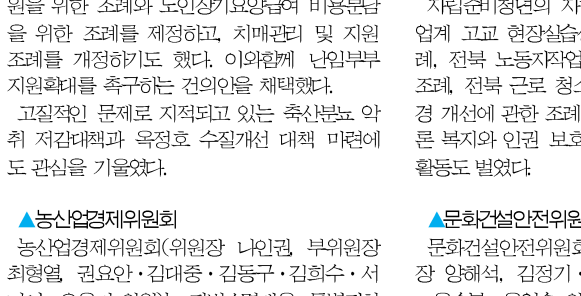 원을 위한 조례와 노인장기요양급여 비용부담
을 위한 조례를 제정하고, 치매관리 및 지원
조례를 개정하기도 했다. 이와함께 난임부부
지원확대를 촉구하는 건의안을 채택했다.
고질적인 문제로 지적되고 있는 축산분뇨 악
취 저감대책과 옥정호 수질개선 대책 마련에
도 관심을 기울였다.
▲농산업경제위원회
농산업경제위원회(위원장 나인권, 부위원장
최형열, 권요안·김대중·김동구·김희수·서
자립준비청년의 자
업계 고교 현장실습
례, 전북 노동자작업
조례, 전북 근로 청소
경 개선에 관한 조례
론 복지와 인권 보호
활동도 벌였다.
▲문화건설안전위원
문화건설안전위원회
장 양해석, 김정기·